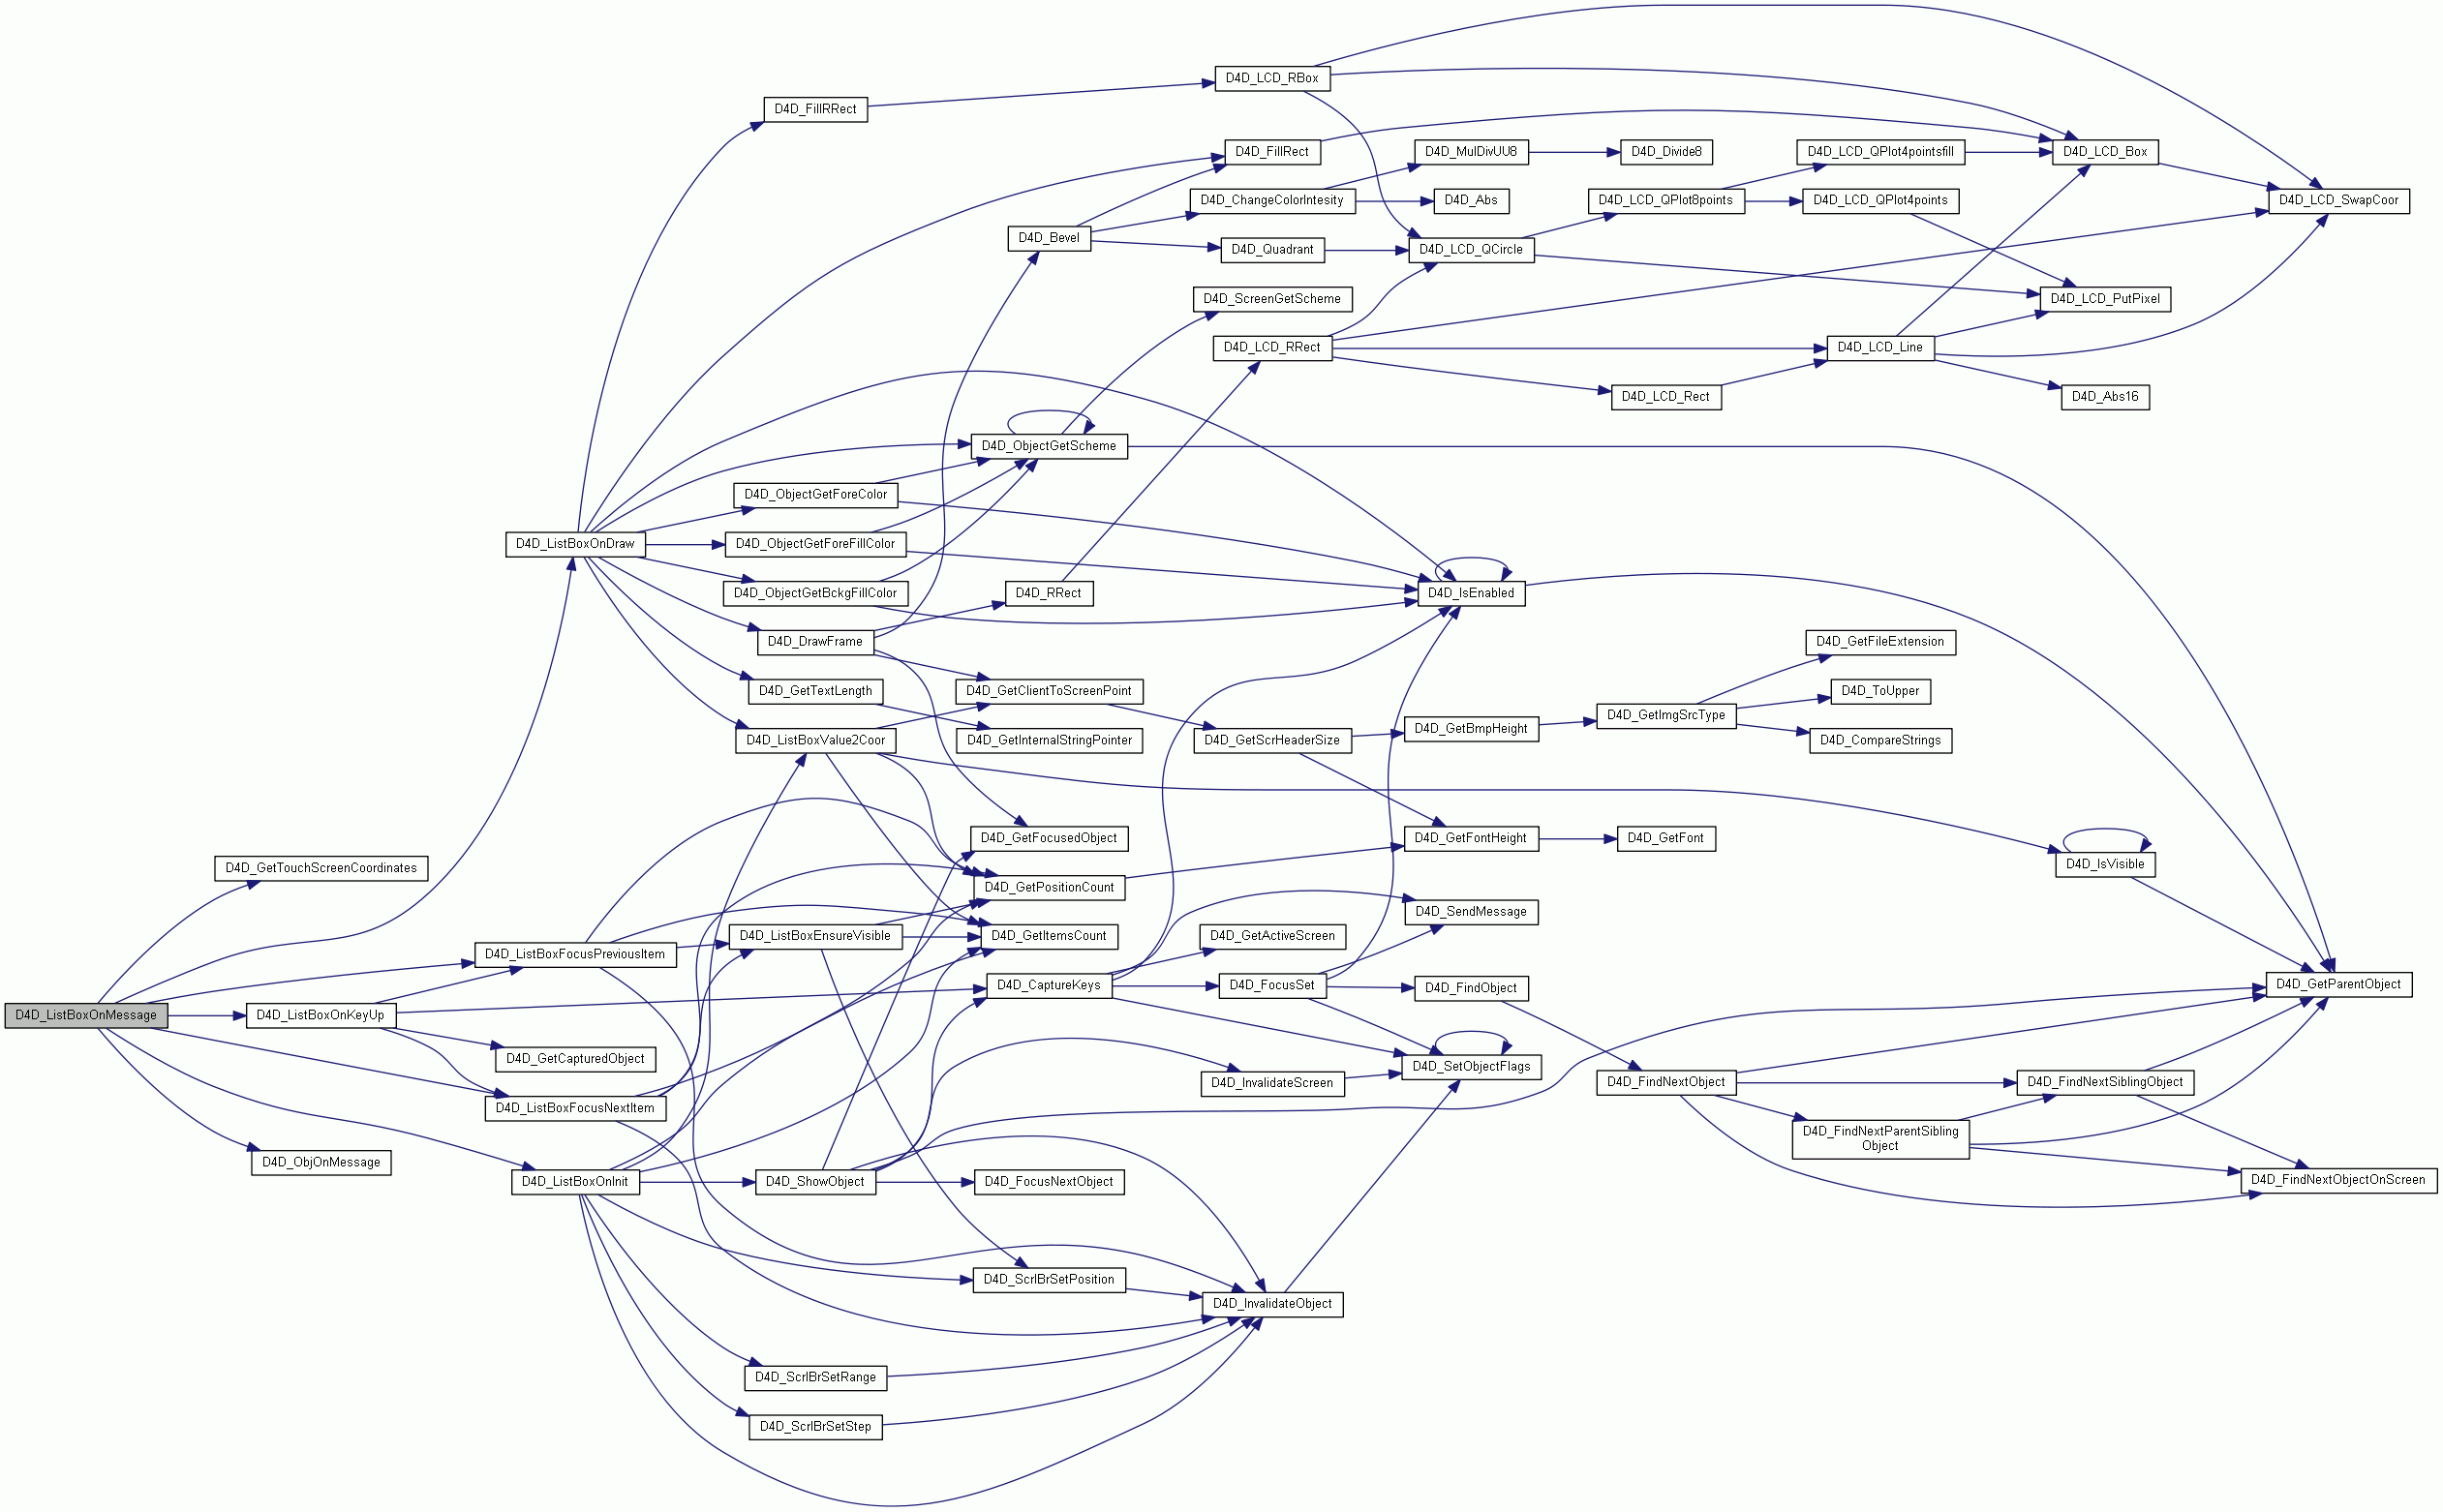 D4D_LCD_RBox
D4D_FillRRect
D4D_FillRect
D4D_MulDivUU8
D4D_Divide8
D4D_LCD_QPlot4pointsfill
D4D_LCD_Box
D4D_ChangeColorIntesity
D4D_Abs
D4D_LCD_QPlot8points
D4D_LCD_QPlot4points
D4D_LCD_SwapCoor
D4D_Bevel
D4D_Quadrant
D4D_LCD_QCircle
D4D_ScreenGetScheme
D4D_LCD_PutPixel
D4D_LCD_RRect
D4D_LCD_Line
D4D_LCD_Rect
D4D_Abs16
D4D_ObjectGetScheme
D4D_ObjectGetForeColor
D4D_ListBoxOnDraw
D4D_ObjectGetForeFillColor
D4D_ObjectGetBckgFillColor
D4D_RRect
D4D_IsEnabled
D4D_DrawFrame
D4D_GetFileExtension
D4D_GetTextLength
D4D_GetClientToScreenPoint
D4D_ToUpper
D4D_GetImgSrcType
D4D_ListBoxValue2Coor
D4D_GetInternalStringPointer
D4D_GetScrHeaderSize
D4D_GetBmpHeight
D4D_CompareStrings
D4D_GetFocusedObject
D4D_GetFontHeight
D4D_GetFont
D4D_GetTouchScreenCoordinates
D4D_IsVisible
D4D_GetPositionCount
D4D_SendMessage
D4D_ListBoxEnsureVisible
D4D_GetItemsCount
D4D_GetActiveScreen
D4D_ListBoxFocusPreviousItem
D4D_CaptureKeys
D4D_FocusSet
D4D_FindObject
D4D_GetParentObject
D4D_ListBoxOnMessage
D4D_ListBoxOnKeyUp
D4D_GetCapturedObject
D4D_SetObjectFlags
D4D_InvalidateScreen
D4D_FindNextObject
D4D_FindNextSiblingObject
D4D_ListBoxFocusNextItem
D4D_FindNextParentSibling
Object
D4D_ObjOnMessage
D4D_ListBoxOnInit
D4D_ShowObject
D4D_FocusNextObject
D4D_FindNextObjectOnScreen
D4D_ScrlBrSetPosition
D4D_InvalidateObject
D4D_ScrlBrSetRange
D4D_ScrlBrSetStep